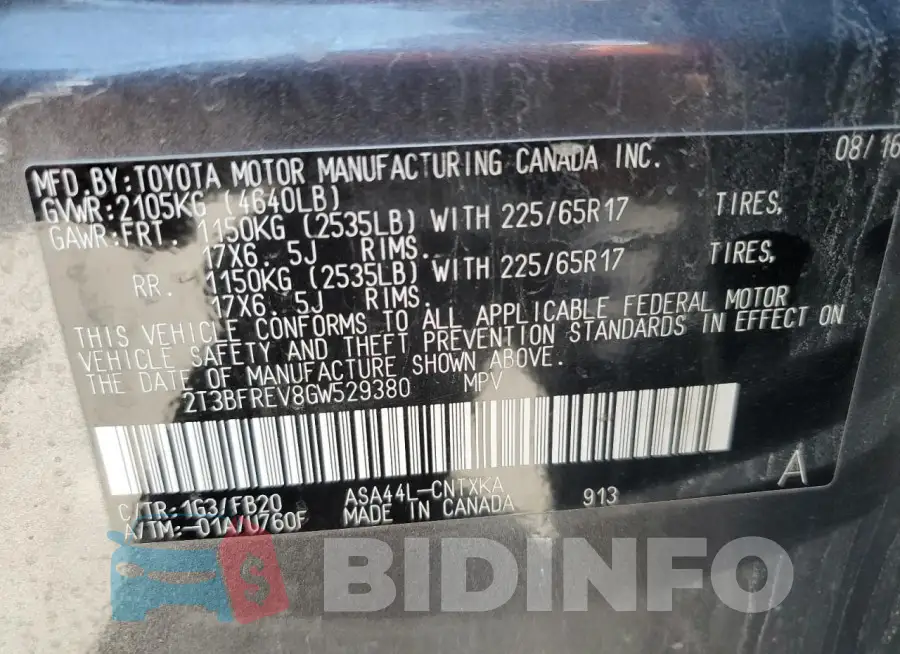 MFD.BY:TOYOTA MOTOR MANUFACTURING CANADA INC. 08/16
GVWR:2105KG (4640LB)
GAWR:FRT. 1150KG (2535LB) WITH 225/65R17 TIRES,
17X6. 5J RIMS.
RR. 1150KG (2535LB) WITH 225/65R17 TIRES,
17X6. 5J RIMS.
THIS VEHICLE CONFORMS TO ALL APPLICABLE FEDERAL MOTOR
VEHICLE SAFETY AND THEFT PREVENTION STANDARDS IN EFFECT ON
THE DATE OF MANUFACTURE SHOWN ABOVE.
2T3BFREV8GW529380 MPV
A
C/TR:1G3/FB20 ASA44L-CNTXKA 913
A/TM:-01A/U760F MADE IN CANADA
$ BIDINFO